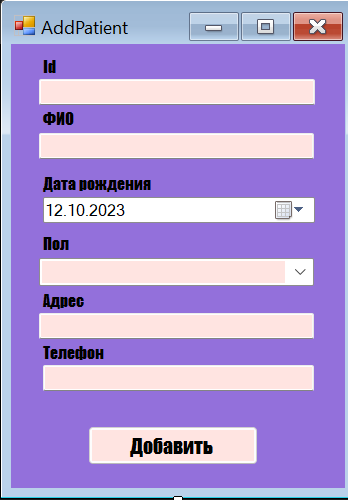 AddPatient
Id
ФИО
Дата рождения
12.10.2023
Пол
Адрес
Телефон
Добавить